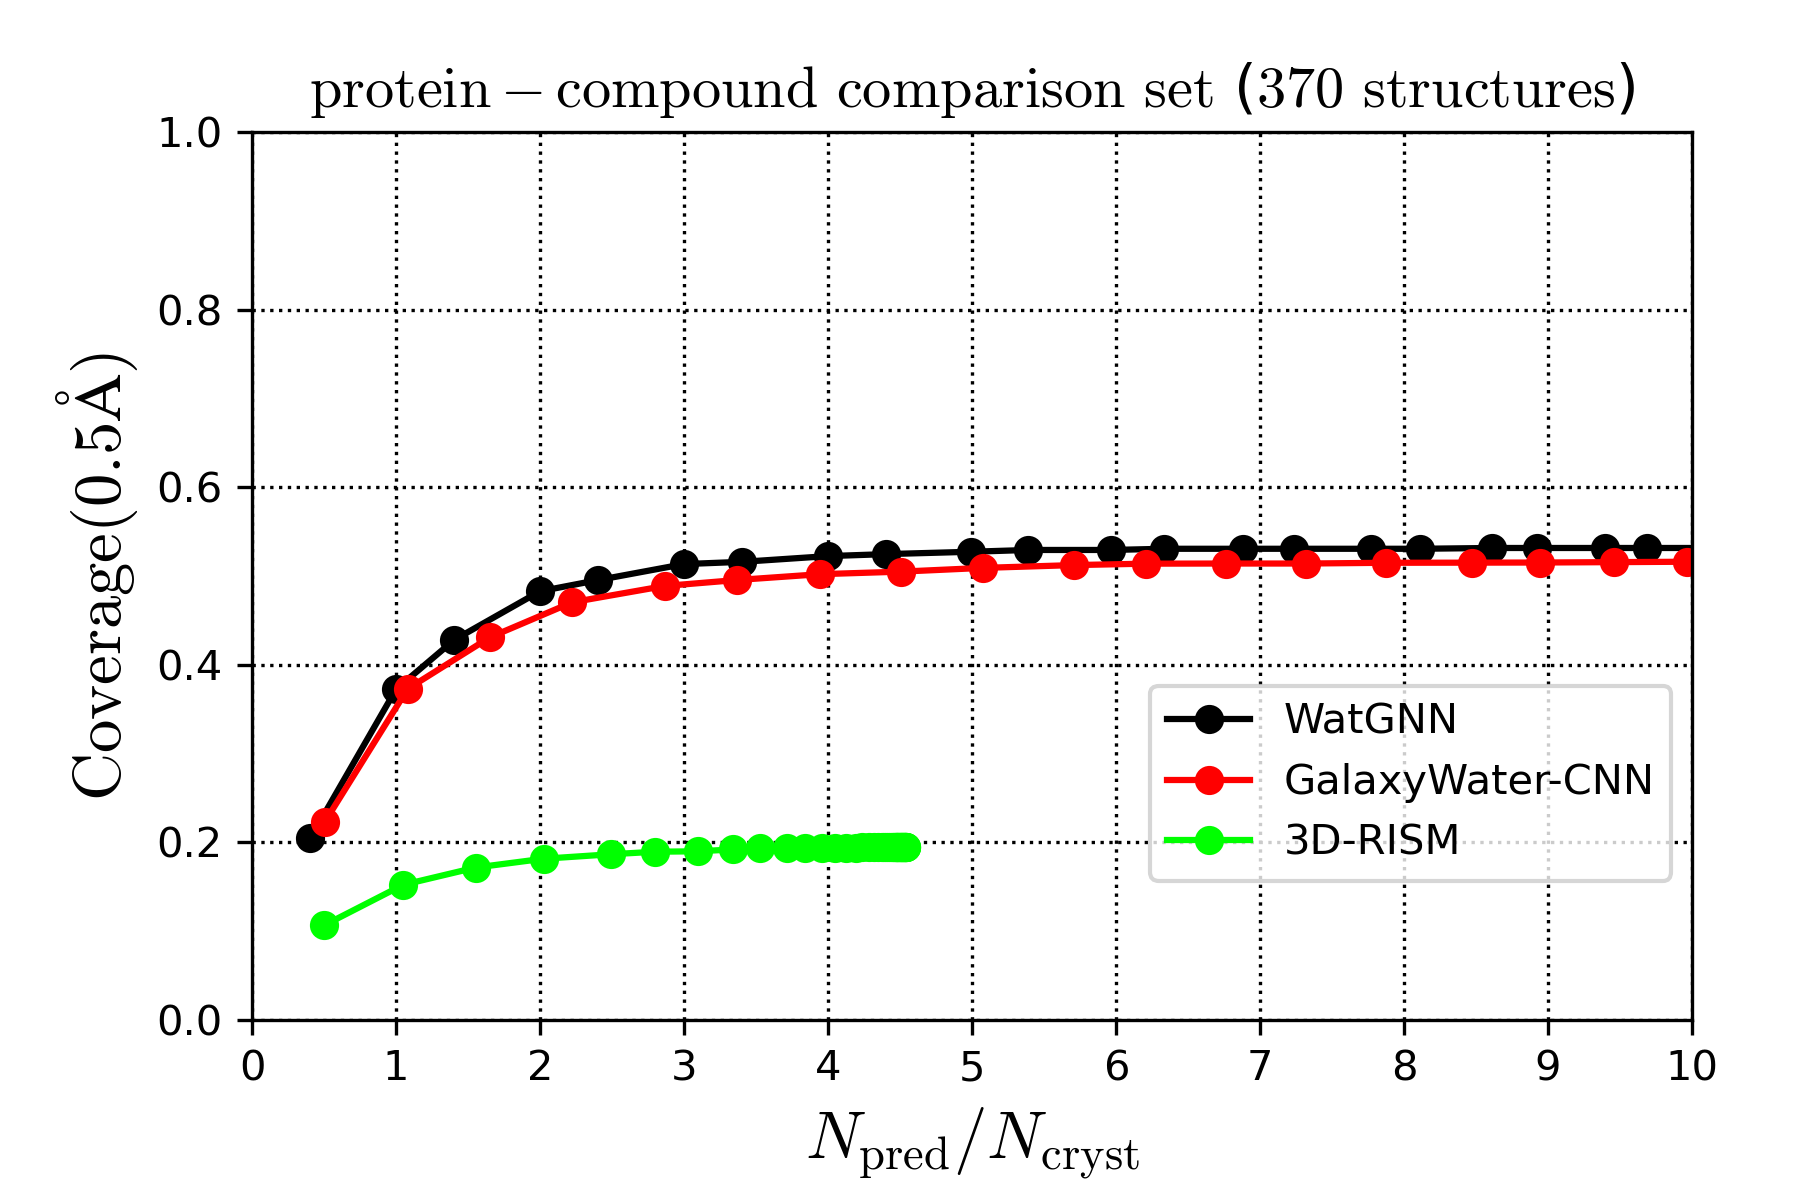 protein − compound comparison set (370 structures)
Coverage(0.5Å)
1.0
0.8
0.6
0.4
0.2
0.0
WatGNN
GalaxyWater-CNN
3D-RISM
0 1 2 3 4 5 6 7 8 9 10
N_pred/N_cryst